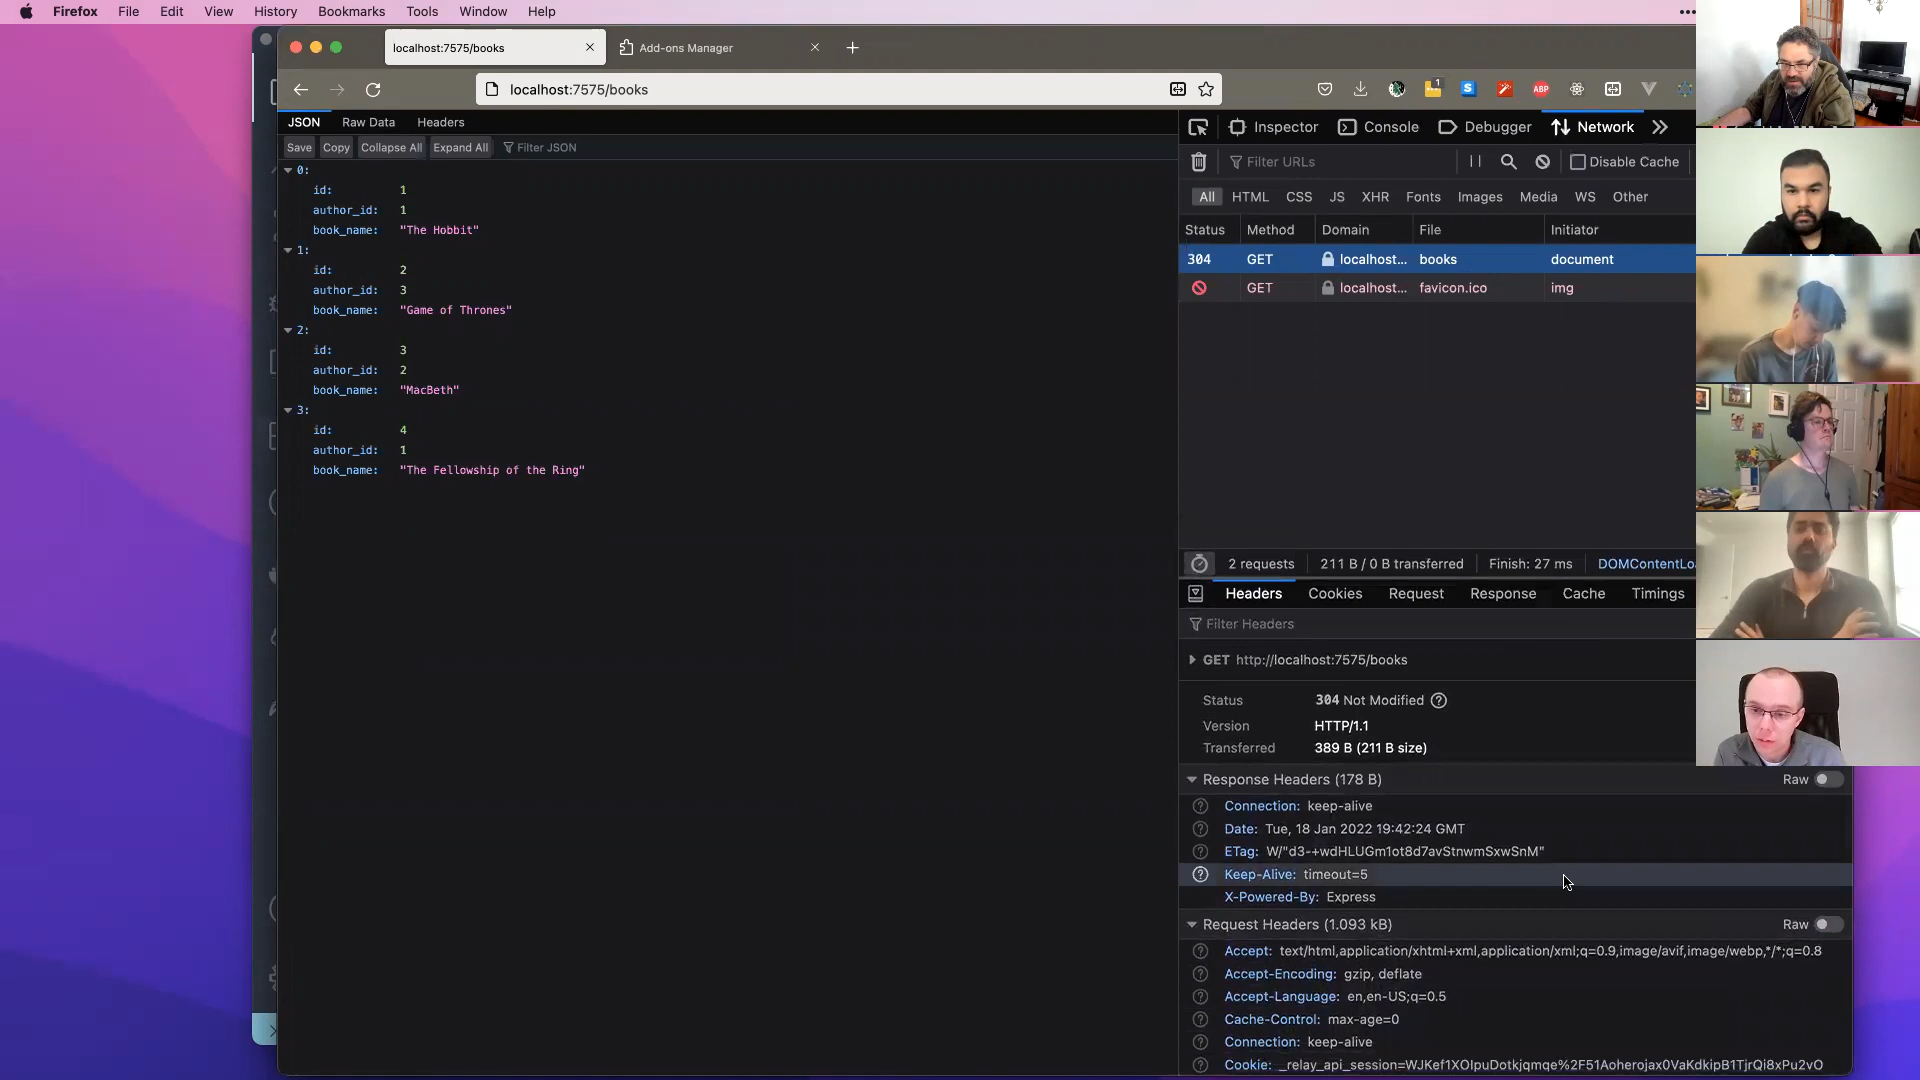 Firefox File Edit View History Bookmarks Tools Window Help
localhost:7575/books
Add-ons Manager
localhost:7575/books
1
ABP
JSON Raw Data Headers
Save Copy Collapse All Expand All Filter JSON
0:
id: 1
author_id: 1
book_name: "The Hobbit"
1:
id: 2
author_id: 3
book_name: "Game of Thrones"
2:
id: 3
author_id: 2
book_name: "MacBeth"
3:
id: 4
author_id: 1
book_name: "The Fellowship of the Ring"
Inspector Console Debugger Network
Filter URLs Disable Cache
All HTML CSS JS XHR Fonts Images Media WS Other
Status Method Domain File Initiator
304 GET localhost... books document
GET localhost... favicon.ico img
2 requests 211 B / 0 B transferred Finish: 27 ms DOMContentLoa
Headers Cookies Request Response Cache Timings
Filter Headers
GET http://localhost:7575/books
Status 304 Not Modified
Version HTTP/1.1
Transferred 389 B (211 B size)
Response Headers (178 B) Raw
Connection: keep-alive
Date: Tue, 18 Jan 2022 19:42:24 GMT
ETag: W/"d3-+wdHLUGm1ot8d7avStnwmSxwSnM"
Keep-Alive: timeout=5
X-Powered-By: Express
Request Headers (1.093 kB) Raw
Accept: text/html,application/xhtml+xml,application/xml;q=0.9,image/avif,image/webp,*/*;q=0.8
Accept-Encoding: gzip, deflate
Accept-Language: en,en-US;q=0.5
Cache-Control: max-age=0
Connection: keep-alive
Cookie: _relay_api_session=WJKef1XOIpuDotkjqmqe%2F51Aoherojax0VaKdkipB1TjrQi8xPu2vO